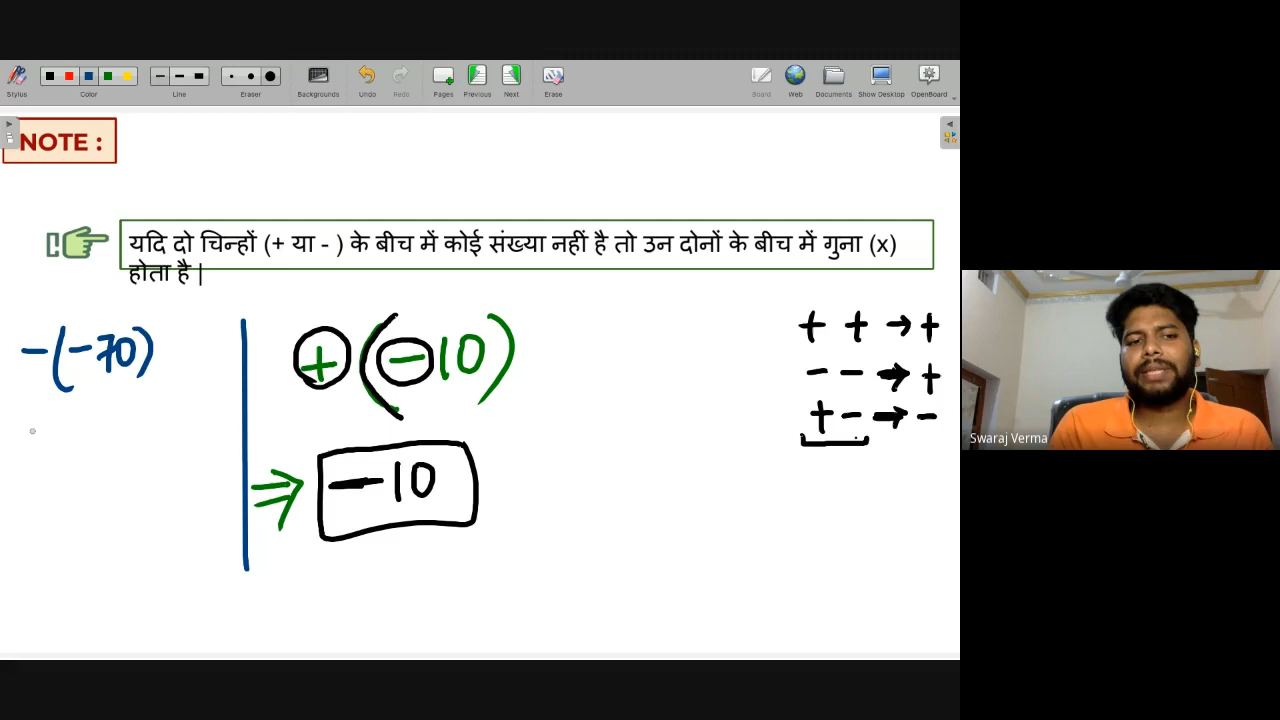 Stylus
Color
Line
Eraser
Backgrounds
Undo
Redo
Pages
Previous
Next
Erase
Board
Web
Documents
Show Desktop
OpenBoard
NOTE :
यदि दो चिन्हों (+ या - ) के बीच में कोई संख्या नहीं है तो उन दोनों के बीच में गुना (x)
होता है |
-(-70)
+(-10)
⇒ -10
+ + → +
- - → +
+ - → -
Swaraj Verma